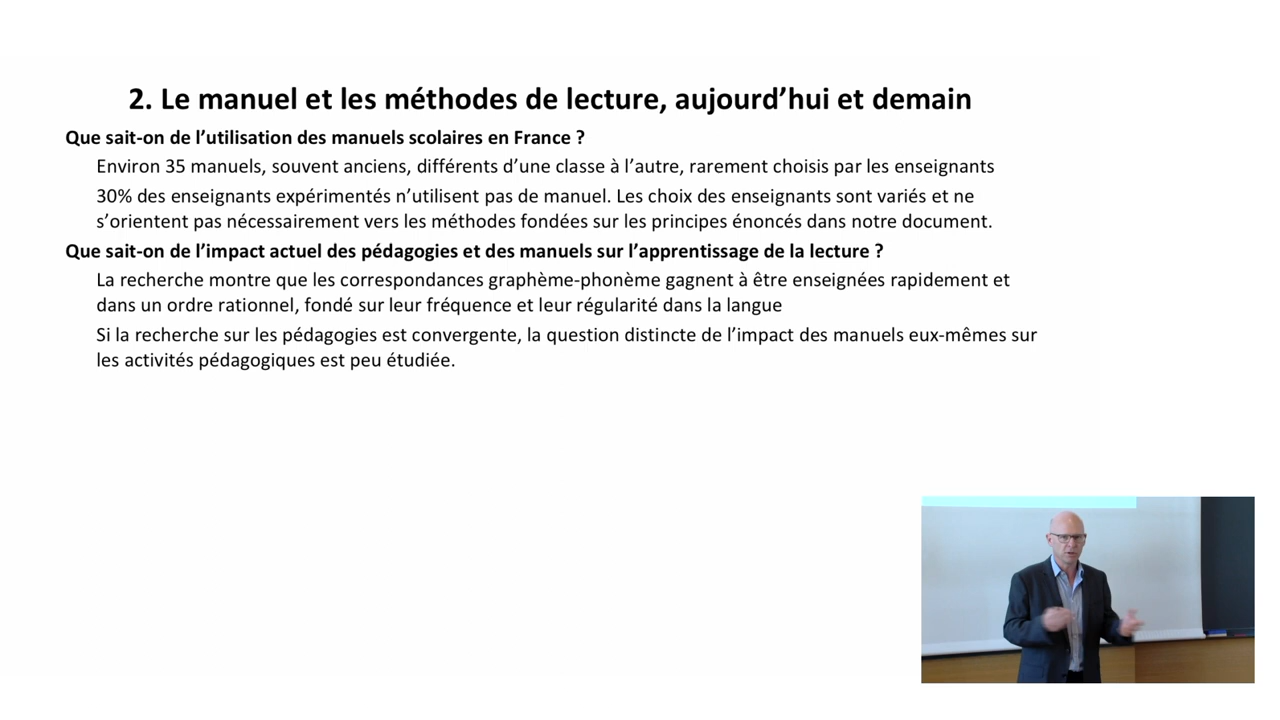 2. Le manuel et les méthodes de lecture, aujourd’hui et demain
Que sait-on de l’utilisation des manuels scolaires en France ?
Environ 35 manuels, souvent anciens, différents d’une classe à l’autre, rarement choisis par les enseignants
30% des enseignants expérimentés n’utilisent pas de manuel. Les choix des enseignants sont variés et ne
s’orientent pas nécessairement vers les méthodes fondées sur les principes énoncés dans notre document.
Que sait-on de l’impact actuel des pédagogies et des manuels sur l’apprentissage de la lecture ?
La recherche montre que les correspondances graphème-phonème gagnent à être enseignées rapidement et
dans un ordre rationnel, fondé sur leur fréquence et leur régularité dans la langue
Si la recherche sur les pédagogies est convergente, la question distincte de l’impact des manuels eux-mêmes sur
les activités pédagogiques est peu étudiée.